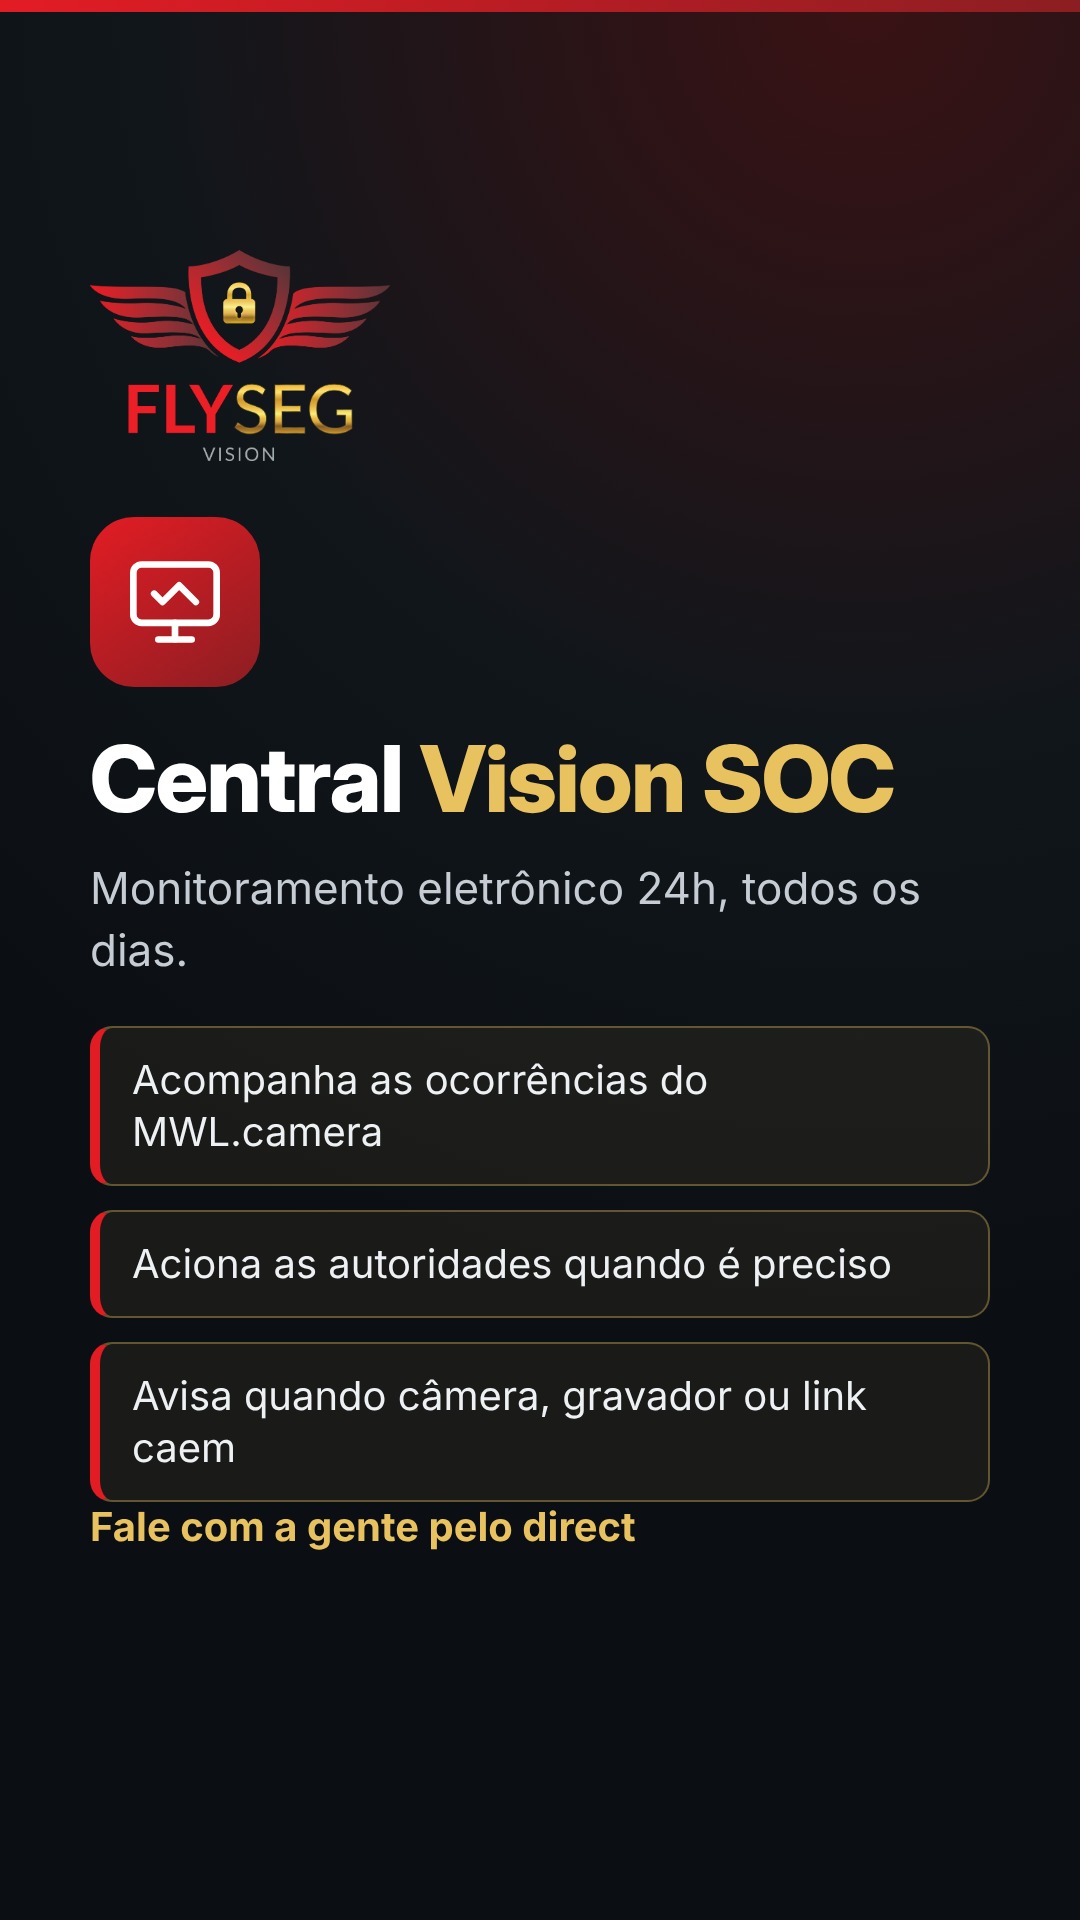 FLYSEG
VISION
Central Vision SOC
Monitoramento eletrônico 24h, todos os
dias.
Acompanha as ocorrências do
MWL.camera
Aciona as autoridades quando é preciso
Avisa quando câmera, gravador ou link
caem
Fale com a gente pelo direct